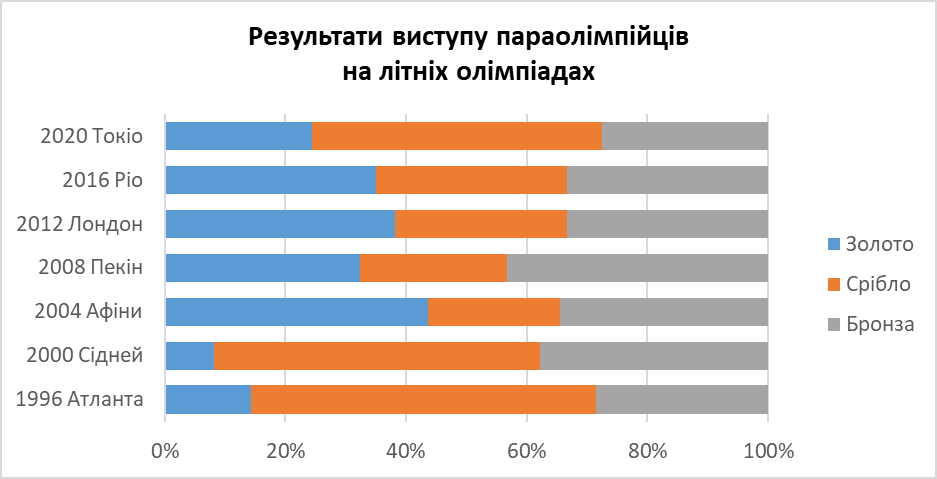 Результати виступу параолімпійців
на літніх олімпіадах
2020 Токіо
2016 Ріо
2012 Лондон
2008 Пекін
2004 Афіни
2000 Сідней
1996 Атланта
0% 20% 40% 60% 80% 100%
Золото
Срібло
Бронза